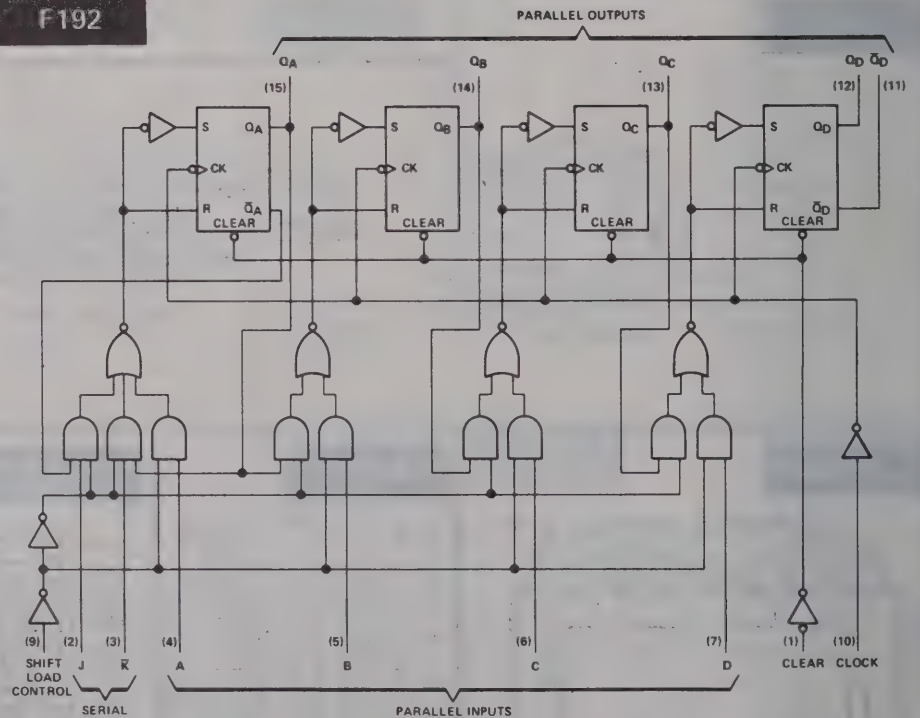 F192
PARALLEL OUTPUTS
QA QB QC QD Q̄D
(15) (14) (13) (12) (11)
S QA S QB S QC S QD
CK CK CK CK
R Q̄A R R R Q̄D
CLEAR CLEAR CLEAR CLEAR
(9) (2) (3) (4) (5) (6) (7) (1) (10)
SHIFT J K̄ A B C D CLEAR CLOCK
LOAD
CONTROL
SERIAL PARALLEL INPUTS